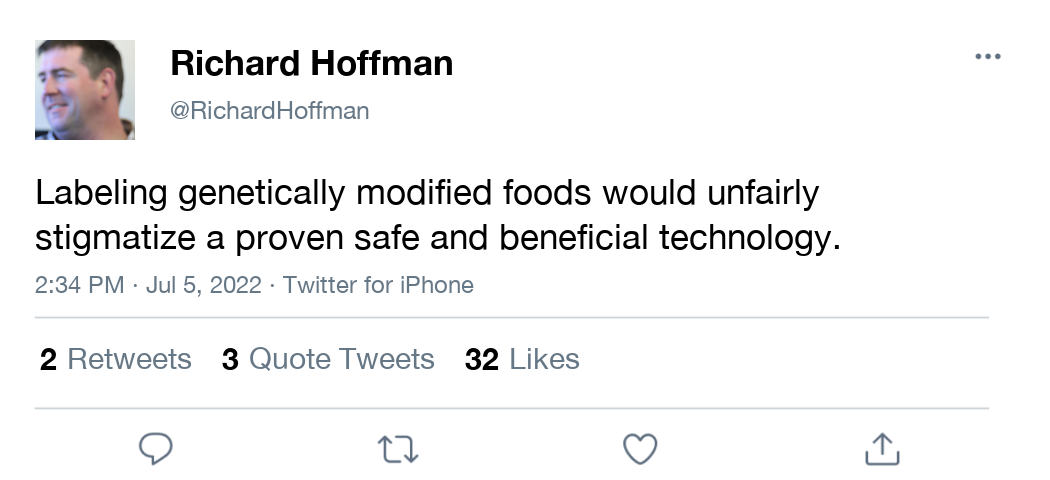 Richard Hoffman
@RichardHoffman
Labeling genetically modified foods would unfairly
stigmatize a proven safe and beneficial technology.
2:34 PM · Jul 5, 2022 · Twitter for iPhone
2 Retweets 3 Quote Tweets 32 Likes